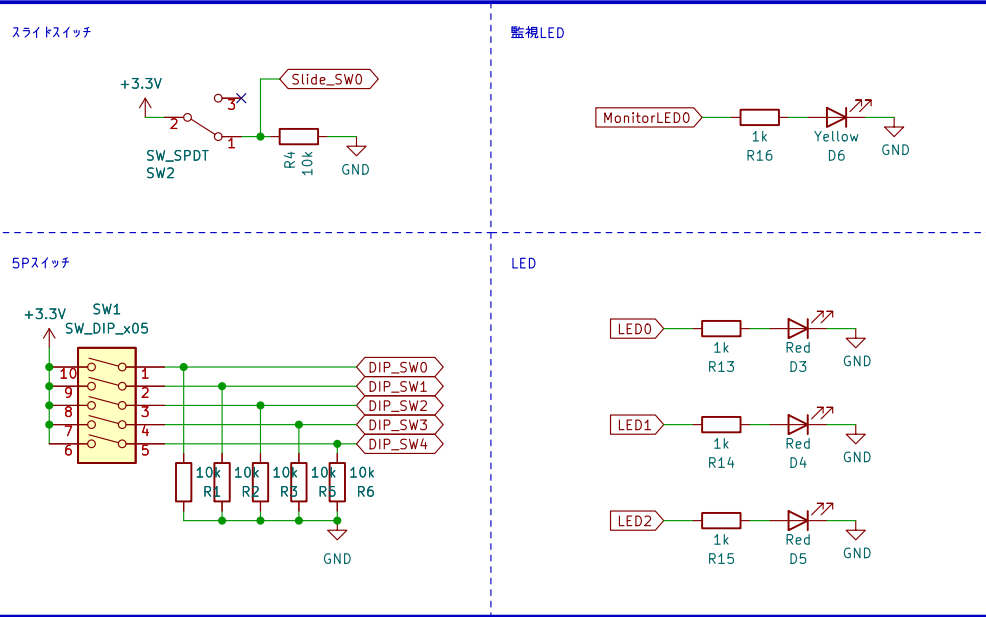 スライドスイッチ
+3.3V
Slide_SW0
3
2
1
SW_SPDT
SW2
R4
10k
GND
監視LED
MonitorLED0
1k
R16
Yellow
D6
GND
5Pスイッチ
+3.3V
SW1
SW_DIP_x05
10
1
DIP_SW0
9
2
DIP_SW1
8
3
DIP_SW2
7
4
DIP_SW3
6
5
DIP_SW4
10k
R1
10k
R2
10k
R3
10k
R5
10k
R6
GND
LED
LED0
1k
R13
Red
D3
GND
LED1
1k
R14
Red
D4
GND
LED2
1k
R15
Red
D5
GND